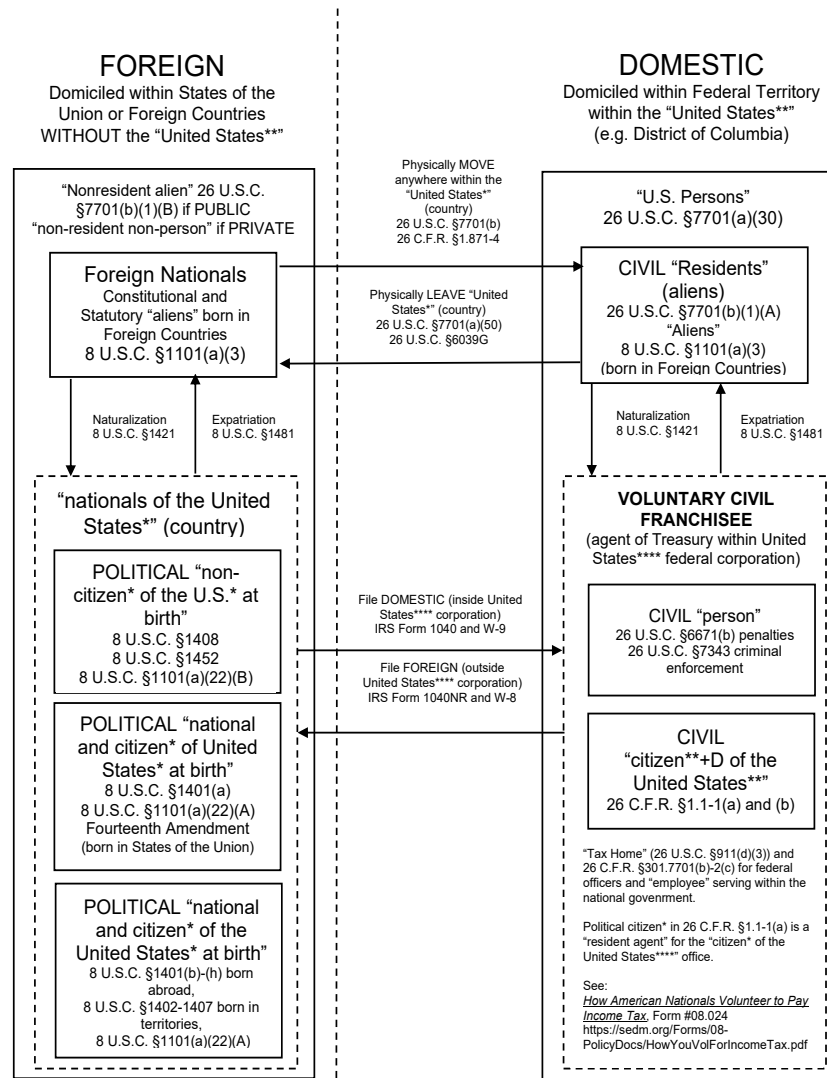 FOREIGN
Domiciled within States of the
Union or Foreign Countries
WITHOUT the “United States**”
DOMESTIC
Domiciled within Federal Territory
within the “United States**”
(e.g. District of Columbia)
“Nonresident alien” 26 U.S.C.
§7701(b)(1)(B) if PUBLIC
“non-resident non-person” if PRIVATE
Foreign Nationals
Constitutional and
Statutory “aliens” born in
Foreign Countries
8 U.S.C. §1101(a)(3)
Physically MOVE
anywhere within the
“United States*”
(country)
26 U.S.C. §7701(b)
26 C.F.R. §1.871-4
Physically LEAVE “United
States*” (country)
26 U.S.C. §7701(a)(50)
26 U.S.C. §6039G
“U.S. Persons”
26 U.S.C. §7701(a)(30)
CIVIL “Residents”
(aliens)
26 U.S.C. §7701(b)(1)(A)
“Aliens”
8 U.S.C. §1101(a)(3)
(born in Foreign Countries)
Naturalization
8 U.S.C. §1421
Expatriation
8 U.S.C. §1481
Naturalization
8 U.S.C. §1421
Expatriation
8 U.S.C. §1481
“nationals of the United
States*” (country)
POLITICAL “non-
citizen* of the U.S.* at
birth”
8 U.S.C. §1408
8 U.S.C. §1452
8 U.S.C. §1101(a)(22)(B)
POLITICAL “national
and citizen* of United
States* at birth”
8 U.S.C. §1401(a)
8 U.S.C. §1101(a)(22)(A)
Fourteenth Amendment
(born in States of the Union)
POLITICAL “national
and citizen* of the
United States* at birth”
8 U.S.C. §1401(b)-(h) born
abroad,
8 U.S.C. §1402-1407 born in
territories,
8 U.S.C. §1101(a)(22)(A)
File DOMESTIC (inside United
States**** corporation)
IRS Form 1040 and W-9
File FOREIGN (outside
United States**** corporation)
IRS Form 1040NR and W-8
VOLUNTARY CIVIL
FRANCHISEE
(agent of Treasury within United
States**** federal corporation)
CIVIL “person”
26 U.S.C. §6671(b) penalties
26 U.S.C. §7343 criminal
enforcement
CIVIL
“citizen**+D of the
United States**”
26 C.F.R. §1.1-1(a) and (b)
“Tax Home” (26 U.S.C. §911(d)(3)) and
26 C.F.R. §301.7701(b)-2(c) for federal
officers and “employee” serving within the
national govenrment.
Political citizen* in 26 C.F.R. §1.1-1(a) is a
“resident agent” for the “citizen* of the
United States****” office.
See:
How American Nationals Volunteer to Pay
Income Tax, Form #08.024
https://sedm.org/Forms/08-
PolicyDocs/HowYouVolForIncomeTax.pdf